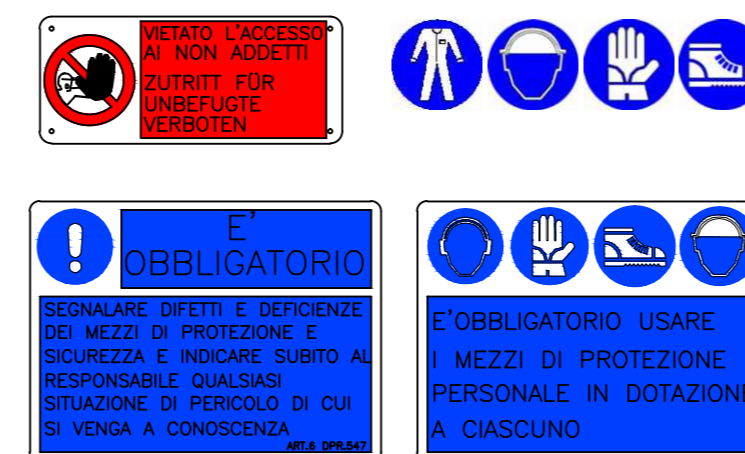 VIETATO L'ACCESSO
AI NON ADDETTI
ZUTRITT FÜR
UNBEFUGTE
VERBOTEN
E'
OBBLIGATORIO
SEGNALARE DIFETTI E DEFICIENZE
DEI MEZZI DI PROTEZIONE E
SICUREZZA E INDICARE SUBITO AL
RESPONSABILE QUALSIASI
SITUAZIONE DI PERICOLO DI CUI
SI VENGA A CONOSCENZA
ART.6 DPR.547
E'OBBLIGATORIO USARE
I MEZZI DI PROTEZIONE
PERSONALE IN DOTAZIONE
A CIASCUNO